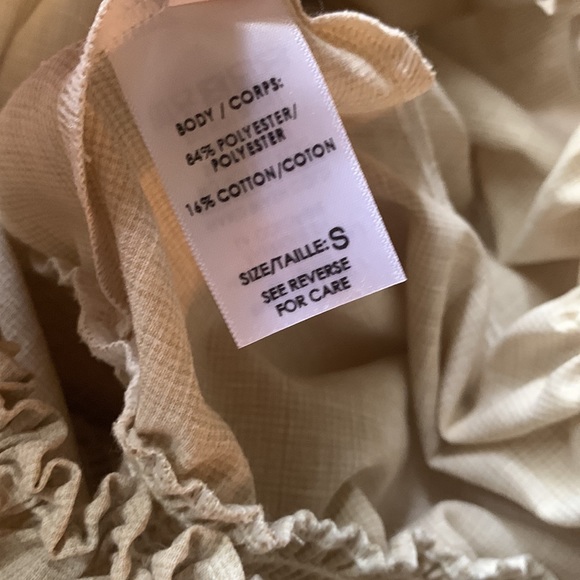 BODY / CORPS:
84% POLYESTER/
POLYESTER
16% COTTON/COTON
SIZE/TAILLE: S
SEE REVERSE
FOR CARE